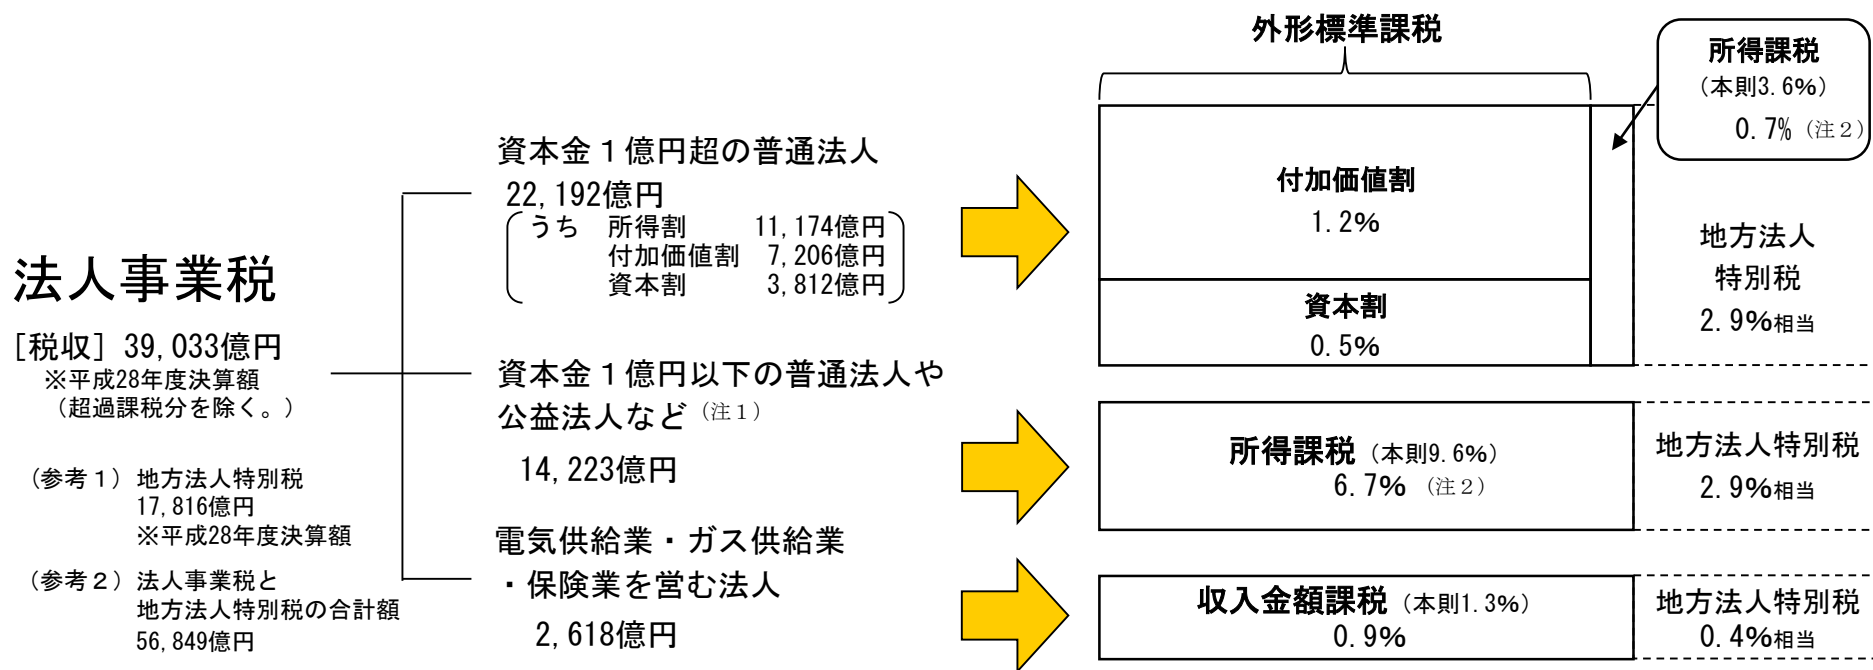 法人事業税
[税収] 39,033億円
※平成28年度決算額
（超過課税分を除く。）
（参考１）地方法人特別税
17,816億円
※平成28年度決算額
（参考２）法人事業税と
地方法人特別税の合計額
56,849億円
資本金１億円超の普通法人
22,192億円
うち 所得割 11,174億円
付加価値割 7,206億円
資本割 3,812億円
資本金１億円以下の普通法人や
公益法人など（注１）
14,223億円
電気供給業・ガス供給業
・保険業を営む法人
2,618億円
外形標準課税
付加価値割
1.2%
資本割
0.5%
所得課税
（本則3.6%）
0.7%（注２）
地方法人
特別税
2.9%相当
所得課税（本則9.6%）
6.7%（注２）
地方法人特別税
2.9%相当
収入金額課税（本則1.3%）
0.9%
地方法人特別税
0.4%相当